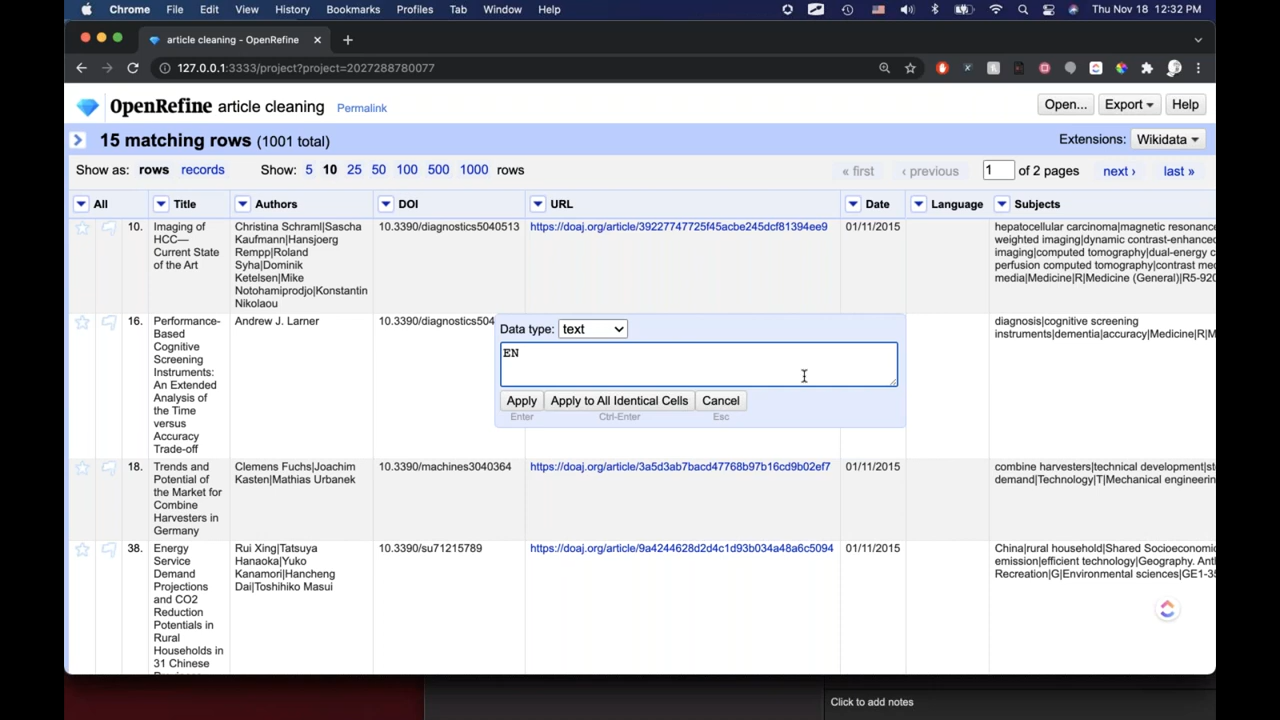 Chrome File Edit View History Bookmarks Profiles Tab Window Help Thu Nov 18 12:32 PM
article cleaning - OpenRefine
127.0.0.1:3333/project?project=2027288780077
OpenRefine article cleaning Permalink Open... Export Help
15 matching rows (1001 total) Extensions: Wikidata
Show as: rows records Show: 5 10 25 50 100 500 1000 rows « first ‹ previous 1 of 2 pages next › last »
All Title Authors DOI URL Date Language Subjects
10. Imaging of Christina Schraml|Sascha 10.3390/diagnostics5040513 https://doaj.org/article/39227747725f45acbe245dcf81394ee9 01/11/2015 hepatocellular carcinoma|magnetic resonance
HCC— Kaufmann|Hansjoerg weighted imaging|dynamic contrast-enhanced
Current State Rempp|Roland imaging|computed tomography|dual-energy c
of the Art Syha|Dominik perfusion computed tomography|contrast med
Ketelsen|Mike media|Medicine|R|Medicine (General)|R5-920
Notohamiprodjo|Konstantin
Nikolaou
16. Performance- Andrew J. Larner 10.3390/diagnostics504 diagnosis|cognitive screening
Based instruments|dementia|accuracy|Medicine|R|M
Cognitive
Screening
Instruments:
An Extended
Analysis of
the Time
versus
Accuracy
Trade-off
Data type: text
EN
Apply Apply to All Identical Cells Cancel
Enter Ctrl-Enter Esc
18. Trends and Clemens Fuchs|Joachim 10.3390/machines3040364 https://doaj.org/article/3a5d3ab7bacd47768b97b16cd9b02ef7 01/11/2015 combine harvesters|technical development|st
Potential of Kasten|Mathias Urbanek demand|Technology|T|Mechanical engineerin
the Market for
Combine
Harvesters in
Germany
38. Energy Rui Xing|Tatsuya 10.3390/su71215789 https://doaj.org/article/9a4244628d2d4c1d93b034a48a6c5094 01/11/2015 China|rural household|Shared Socioeconomic
Service Hanaoka|Yuko emission|efficient technology|Geography. Anth
Demand Kanamori|Hancheng Recreation|G|Environmental sciences|GE1-35
Projections Dai|Toshihiko Masui
and CO2
Reduction
Potentials in
Rural
Households in
31 Chinese
Click to add notes